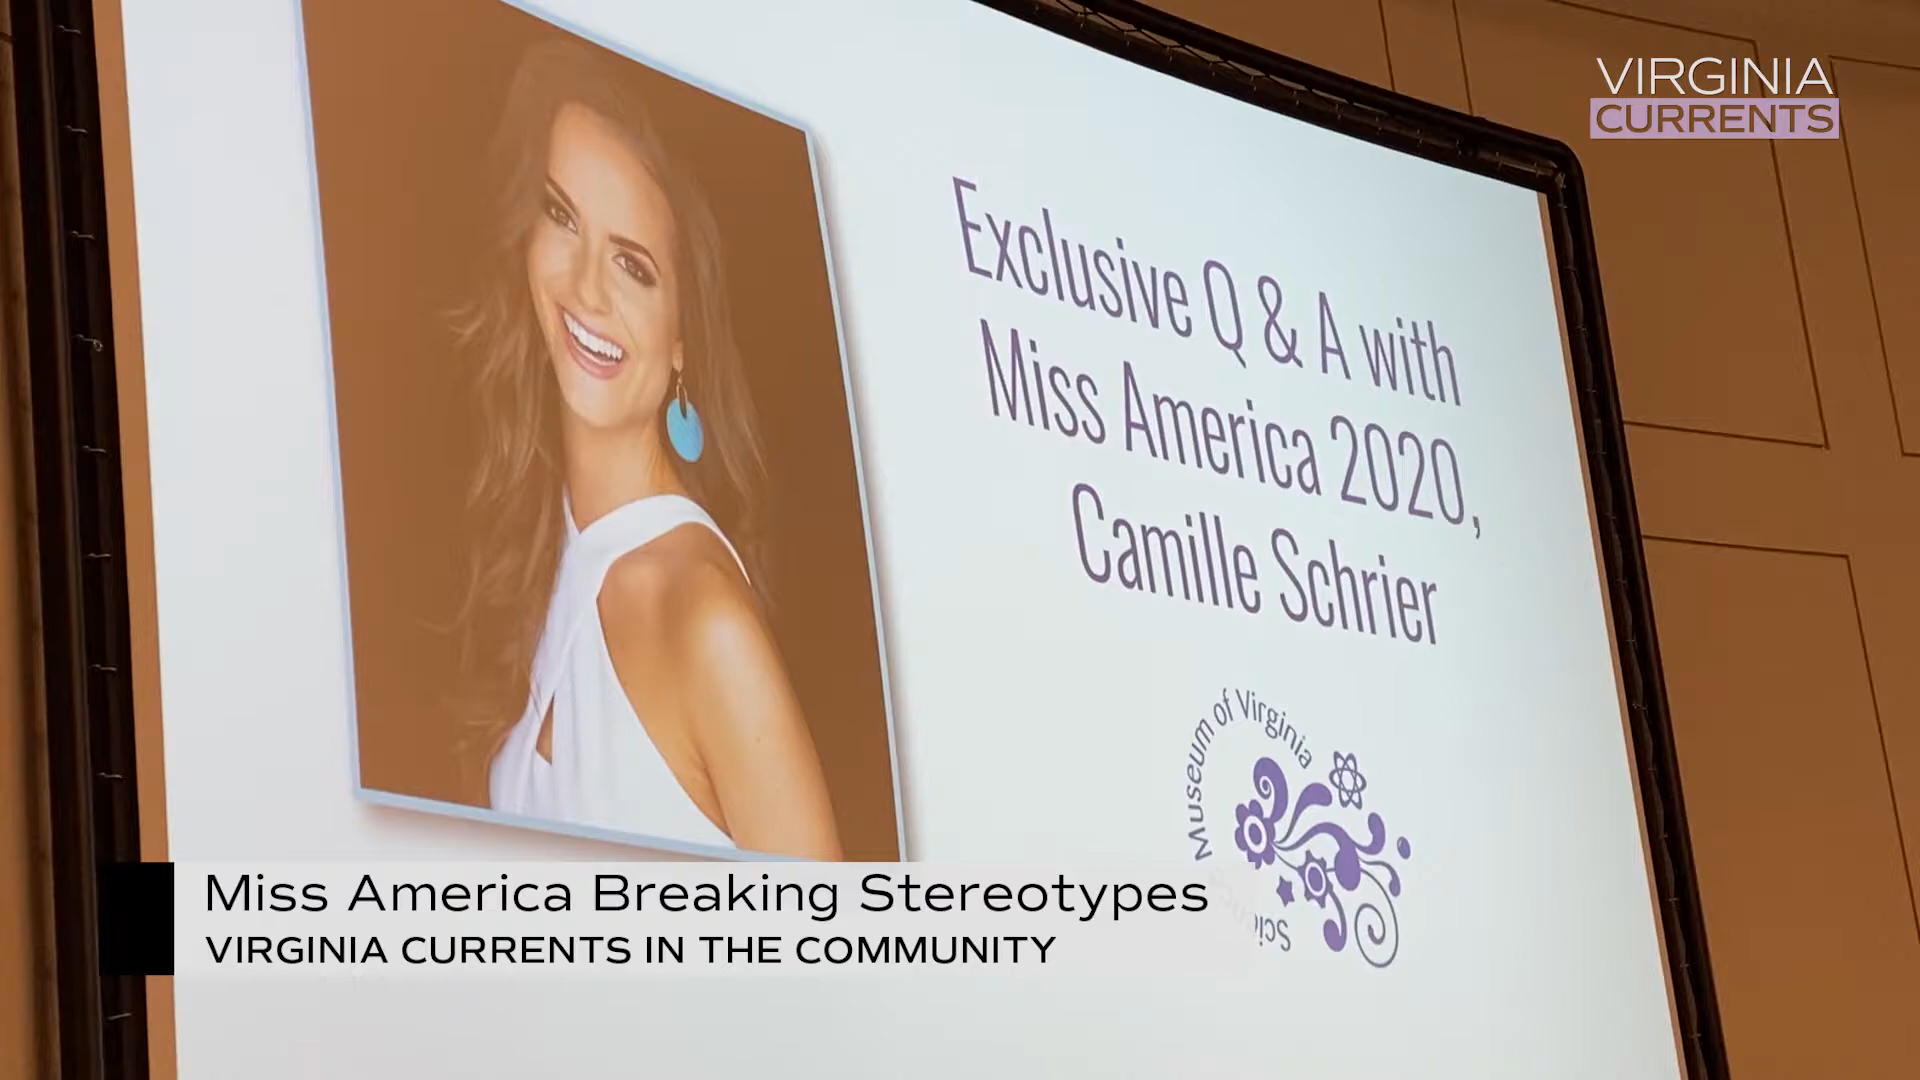 VIRGINIA
CURRENTS
Exclusive Q & A with
Miss America 2020,
Camille Schrier
Science Museum of Virginia
Miss America Breaking Stereotypes
VIRGINIA CURRENTS IN THE COMMUNITY